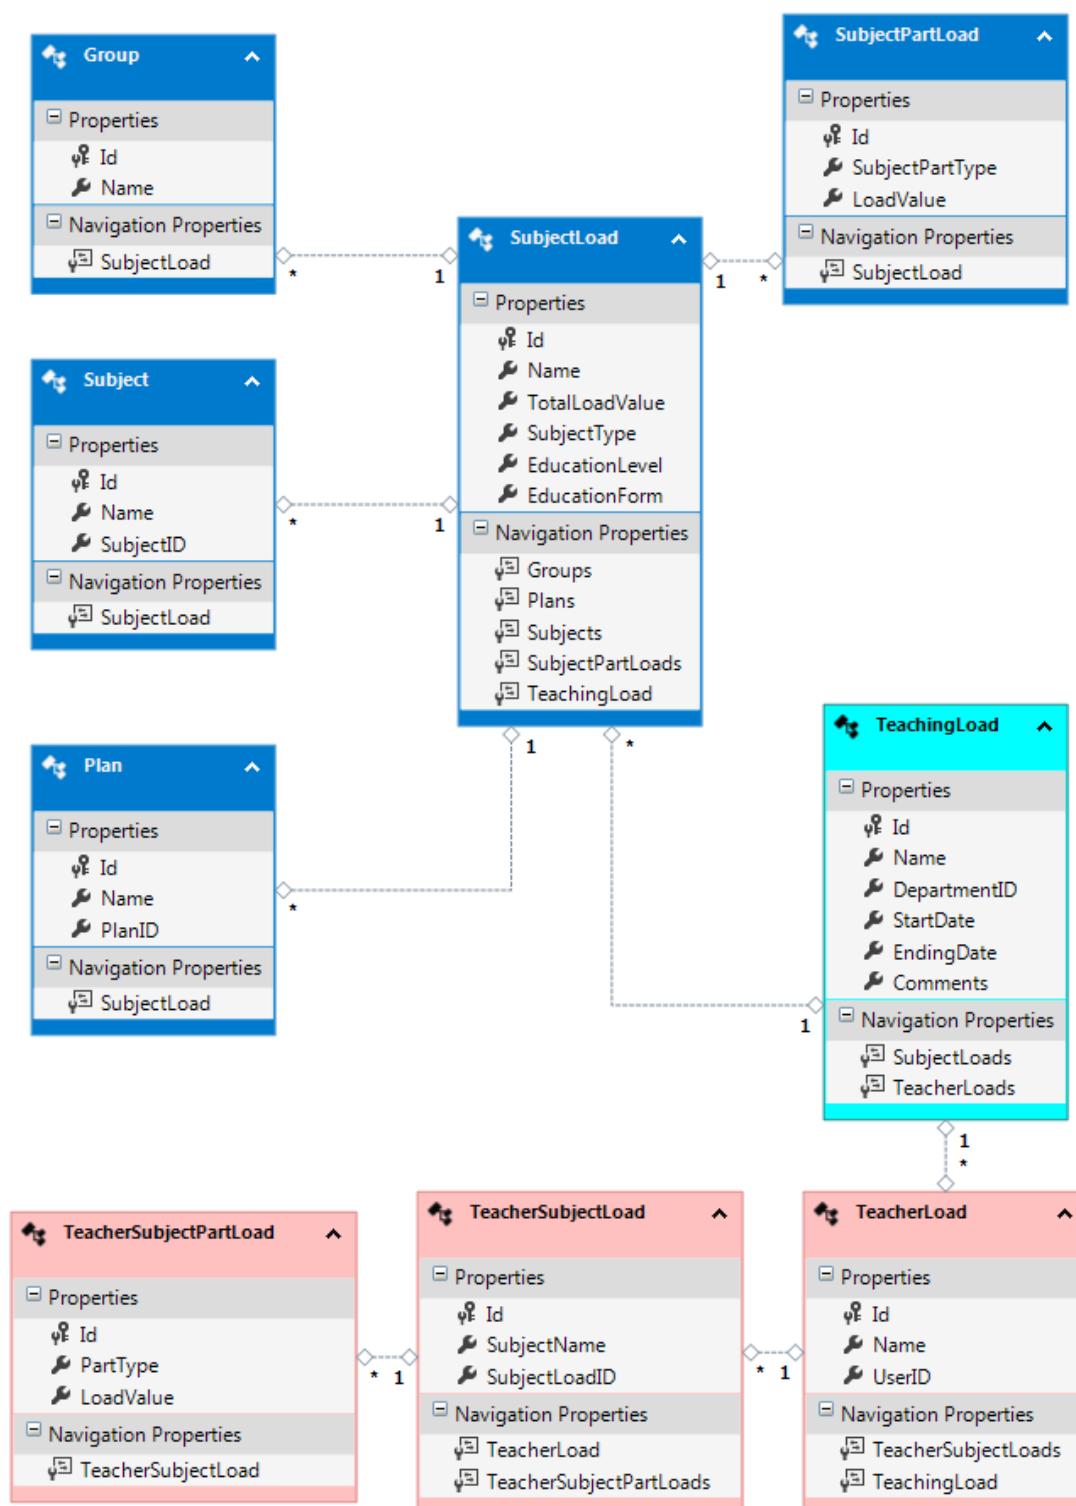 Group
Properties
Id
Name
Navigation Properties
SubjectLoad
*
1
SubjectPartLoad
Properties
Id
SubjectPartType
LoadValue
Navigation Properties
SubjectLoad
1
*
SubjectLoad
Properties
Id
Name
TotalLoadValue
SubjectType
EducationLevel
EducationForm
Navigation Properties
Groups
Plans
Subjects
SubjectPartLoads
TeachingLoad
1
*
Subject
Properties
Id
Name
SubjectID
Navigation Properties
SubjectLoad
*
1
Plan
Properties
Id
Name
PlanID
Navigation Properties
SubjectLoad
*
TeachingLoad
Properties
Id
Name
DepartmentID
StartDate
EndingDate
Comments
Navigation Properties
SubjectLoads
TeacherLoads
1
1
*
TeacherSubjectPartLoad
Properties
Id
PartType
LoadValue
Navigation Properties
TeacherSubjectLoad
*
1
TeacherSubjectLoad
Properties
Id
SubjectName
SubjectLoadID
Navigation Properties
TeacherLoad
TeacherSubjectPartLoads
*
1
TeacherLoad
Properties
Id
Name
UserID
Navigation Properties
TeacherSubjectLoads
TeachingLoad